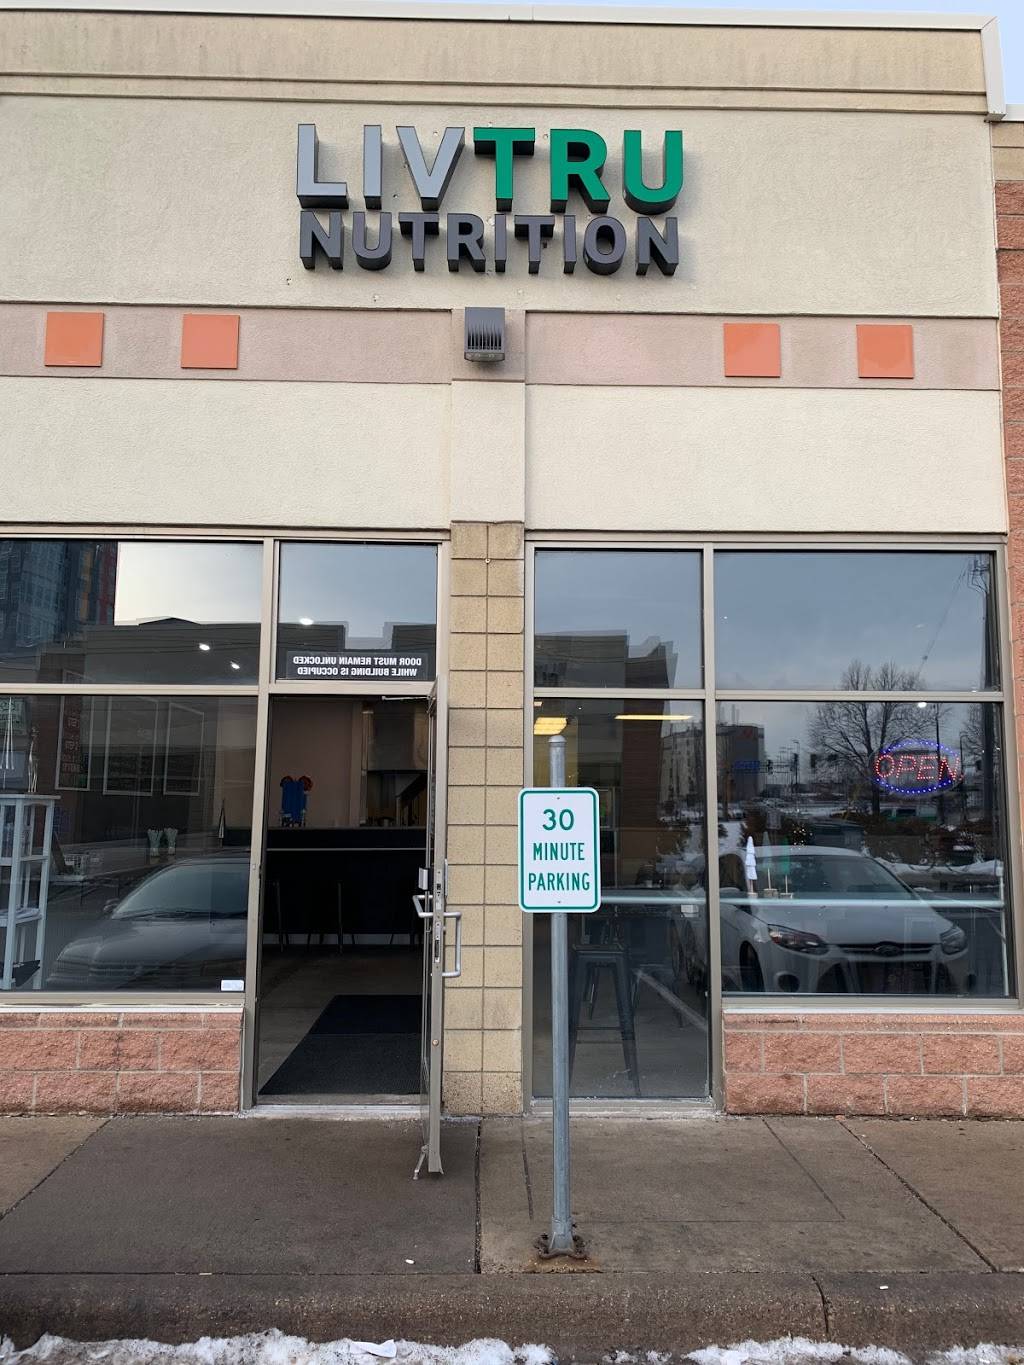 LIVTRU
NUTRITION
DOOR MUST REMAIN UNLOCKED
WHILE BUILDING IS OCCUPIED
OPEN
30
MINUTE
PARKING